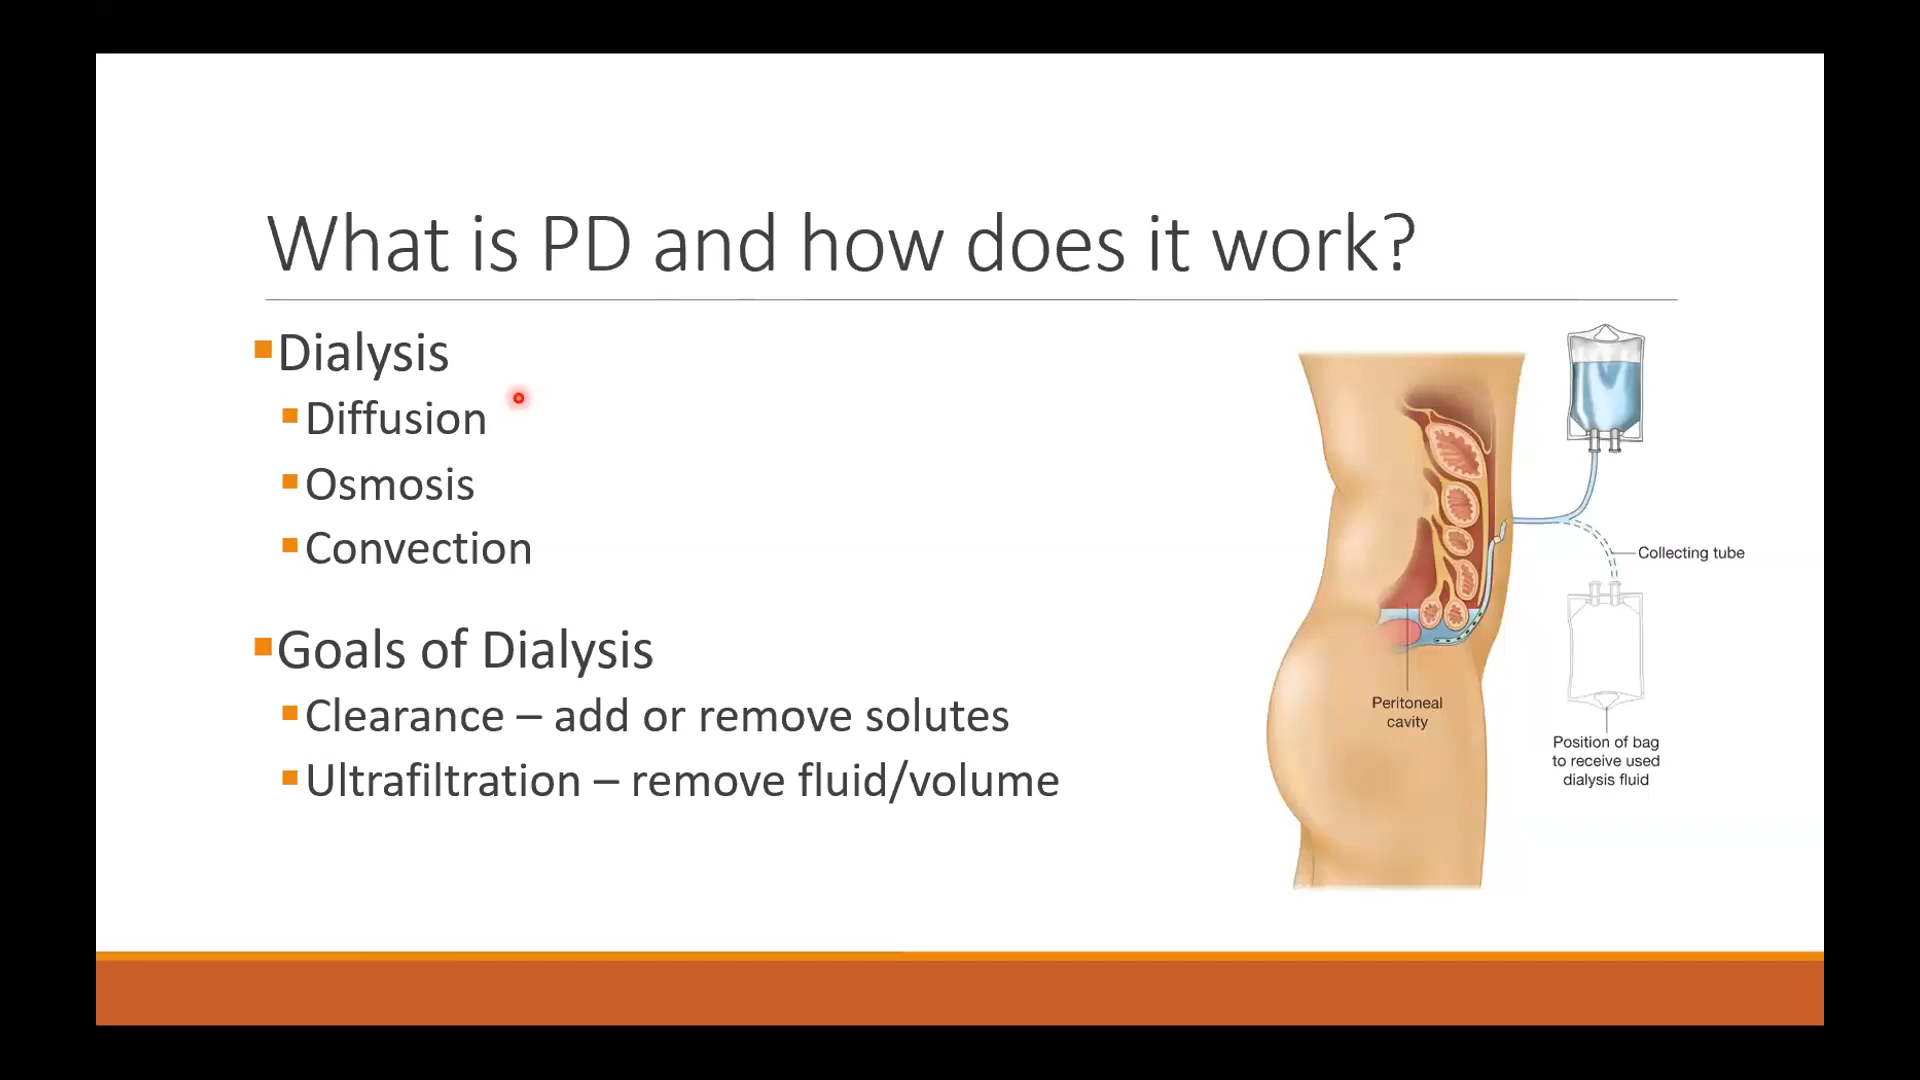 What is PD and how does it work?
Dialysis
Diffusion
Osmosis
Convection
Goals of Dialysis
Clearance – add or remove solutes
Ultrafiltration – remove fluid/volume
Collecting tube
Peritoneal
cavity
Position of bag
to receive used
dialysis fluid